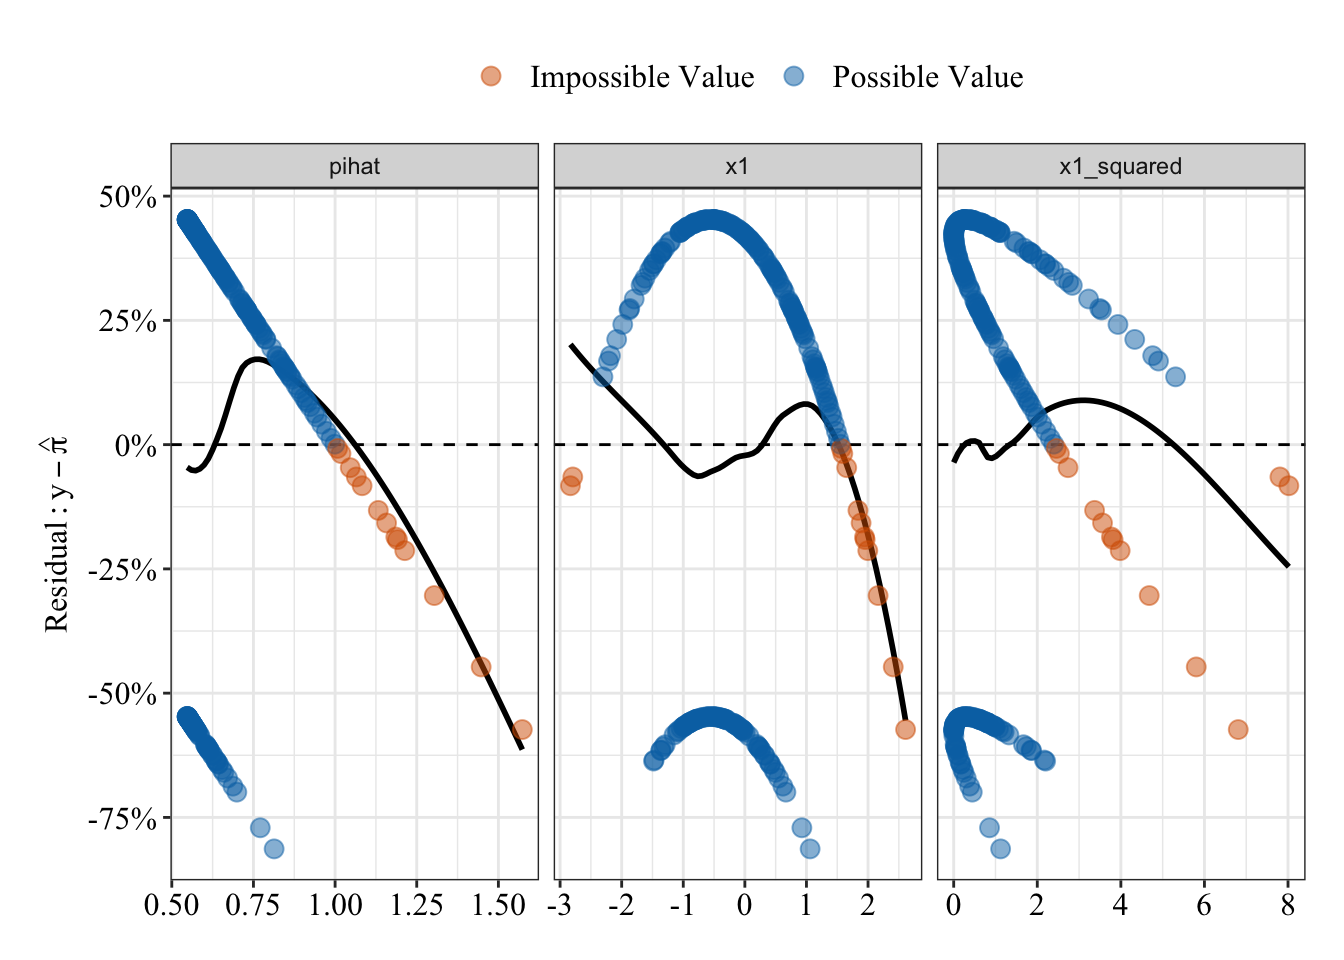 Impossible Value Possible Value
pihat x1 x1_squared
Residual : y − π̂
50%
25%
0%
-25%
-50%
-75%
0.50 0.75 1.00 1.25 1.50 -3 -2 -1 0 1 2 0 2 4 6 8